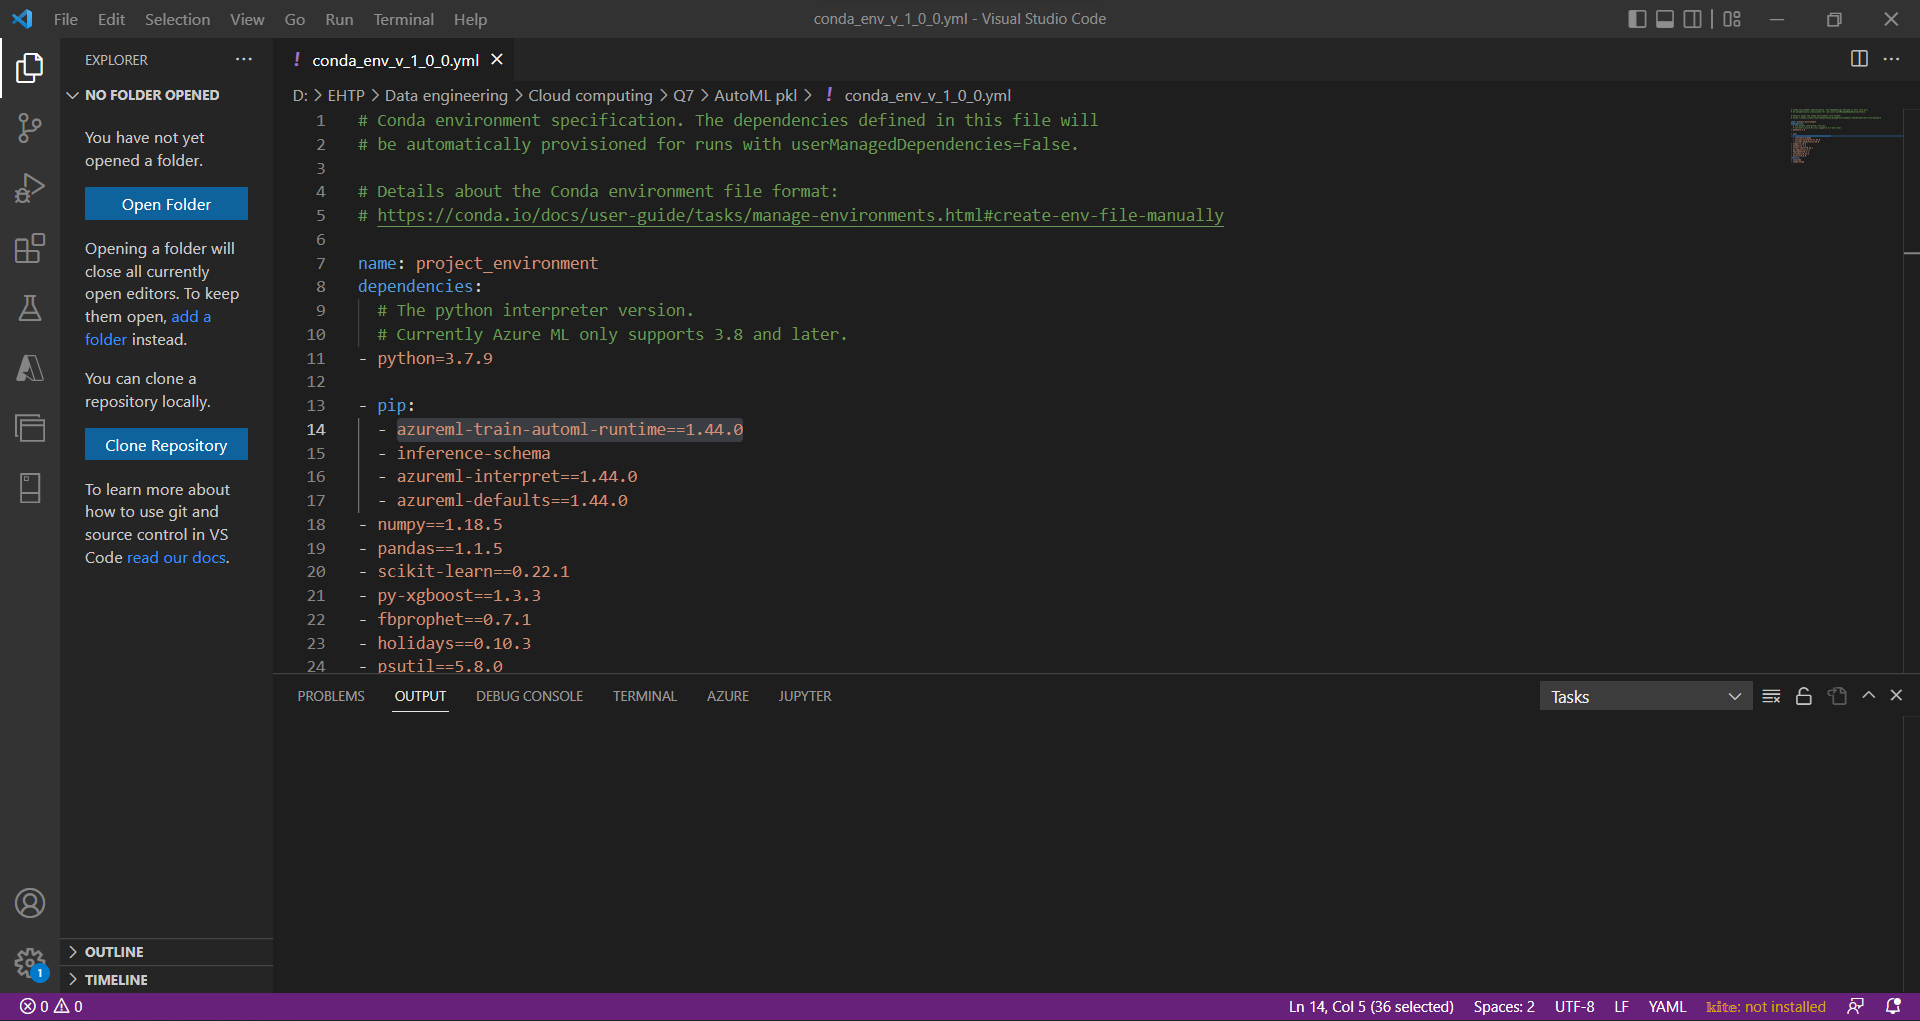 File Edit Selection View Go Run Terminal Help
conda_env_v_1_0_0.yml - Visual Studio Code
EXPLORER
NO FOLDER OPENED
You have not yet
opened a folder.
Open Folder
Opening a folder will
close all currently
open editors. To keep
them open, add a
folder instead.
You can clone a
repository locally.
Clone Repository
To learn more about
how to use git and
source control in VS
Code read our docs.
OUTLINE
TIMELINE
1
! conda_env_v_1_0_0.yml
D: > EHTP > Data engineering > Cloud computing > Q7 > AutoML pkl > ! conda_env_v_1_0_0.yml
1 # Conda environment specification. The dependencies defined in this file will
2 # be automatically provisioned for runs with userManagedDependencies=False.
3
4 # Details about the Conda environment file format:
5 # https://conda.io/docs/user-guide/tasks/manage-environments.html#create-env-file-manually
6
7 name: project_environment
8 dependencies:
9 # The python interpreter version.
10 # Currently Azure ML only supports 3.8 and later.
11 - python=3.7.9
12
13 - pip:
14 - azureml-train-automl-runtime==1.44.0
15 - inference-schema
16 - azureml-interpret==1.44.0
17 - azureml-defaults==1.44.0
18 - numpy==1.18.5
19 - pandas==1.1.5
20 - scikit-learn==0.22.1
21 - py-xgboost==1.3.3
22 - fbprophet==0.7.1
23 - holidays==0.10.3
24 - psutil==5.8.0
PROBLEMS OUTPUT DEBUG CONSOLE TERMINAL AZURE JUPYTER
Tasks
0 0
Ln 14, Col 5 (36 selected) Spaces: 2 UTF-8 LF YAML kite: not installed